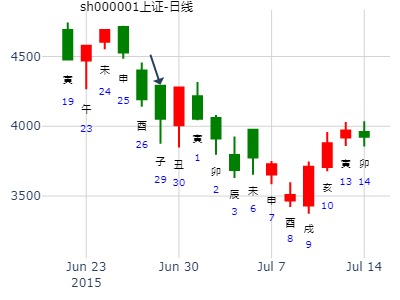 sh000001上证-日线
4500
4000
3500
寅
19
午
23
未
24
申
25
酉
26
子
29
丑
30
寅
1
卯
2
辰
3
未
6
申
7
酉
8
戌
9
亥
10
寅
13
卯
14
Jun 23
2015
Jun 30
Jul 7
Jul 14